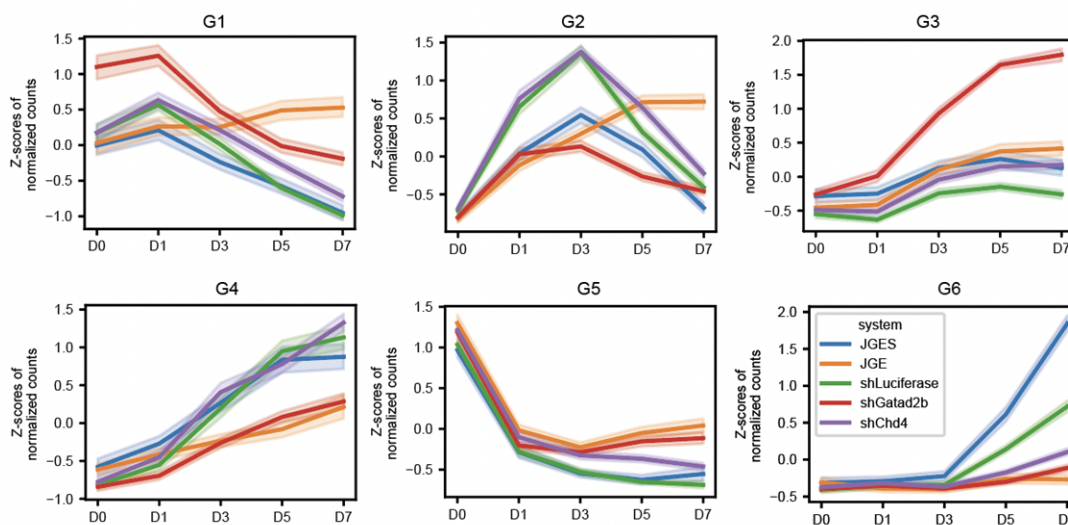 G1
G2
G3
Z-scores of
normalized counts
1.5
1.0
0.5
0.0
−0.5
−1.0
D0 D1 D3 D5 D7
Z-scores of
normalized counts
1.5
1.0
0.5
0.0
−0.5
D0 D1 D3 D5 D7
Z-scores of
normalized counts
2.0
1.5
1.0
0.5
0.0
−0.5
D0 D1 D3 D5 D7
G4
G5
G6
Z-scores of
normalized counts
1.5
1.0
0.5
0.0
−0.5
−1.0
D0 D1 D3 D5 D7
Z-scores of
normalized counts
1.5
1.0
0.5
0.0
−0.5
D0 D1 D3 D5 D7
Z-scores of
normalized counts
2.0
1.5
1.0
0.5
0.0
−0.5
system
JGES
JGE
shLuciferase
shGatad2b
shChd4
D0 D1 D3 D5